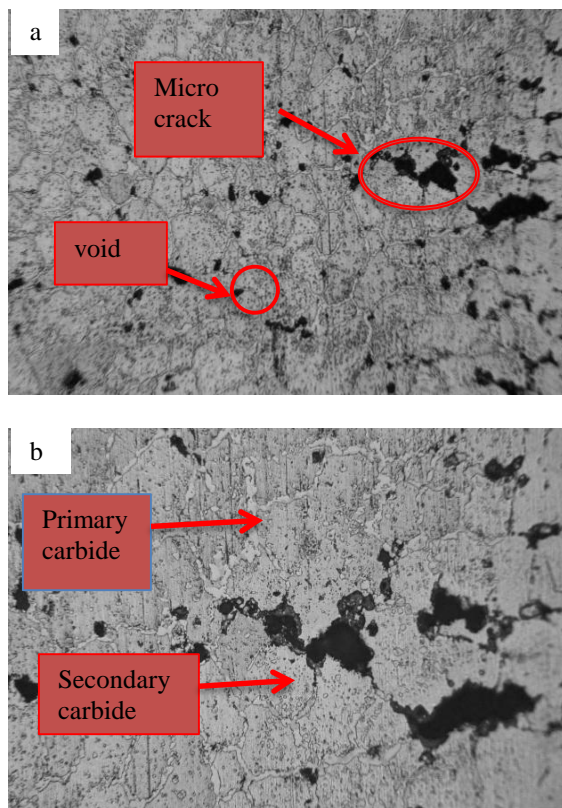 a
Micro
crack
void
b
Primary
carbide
Secondary
carbide